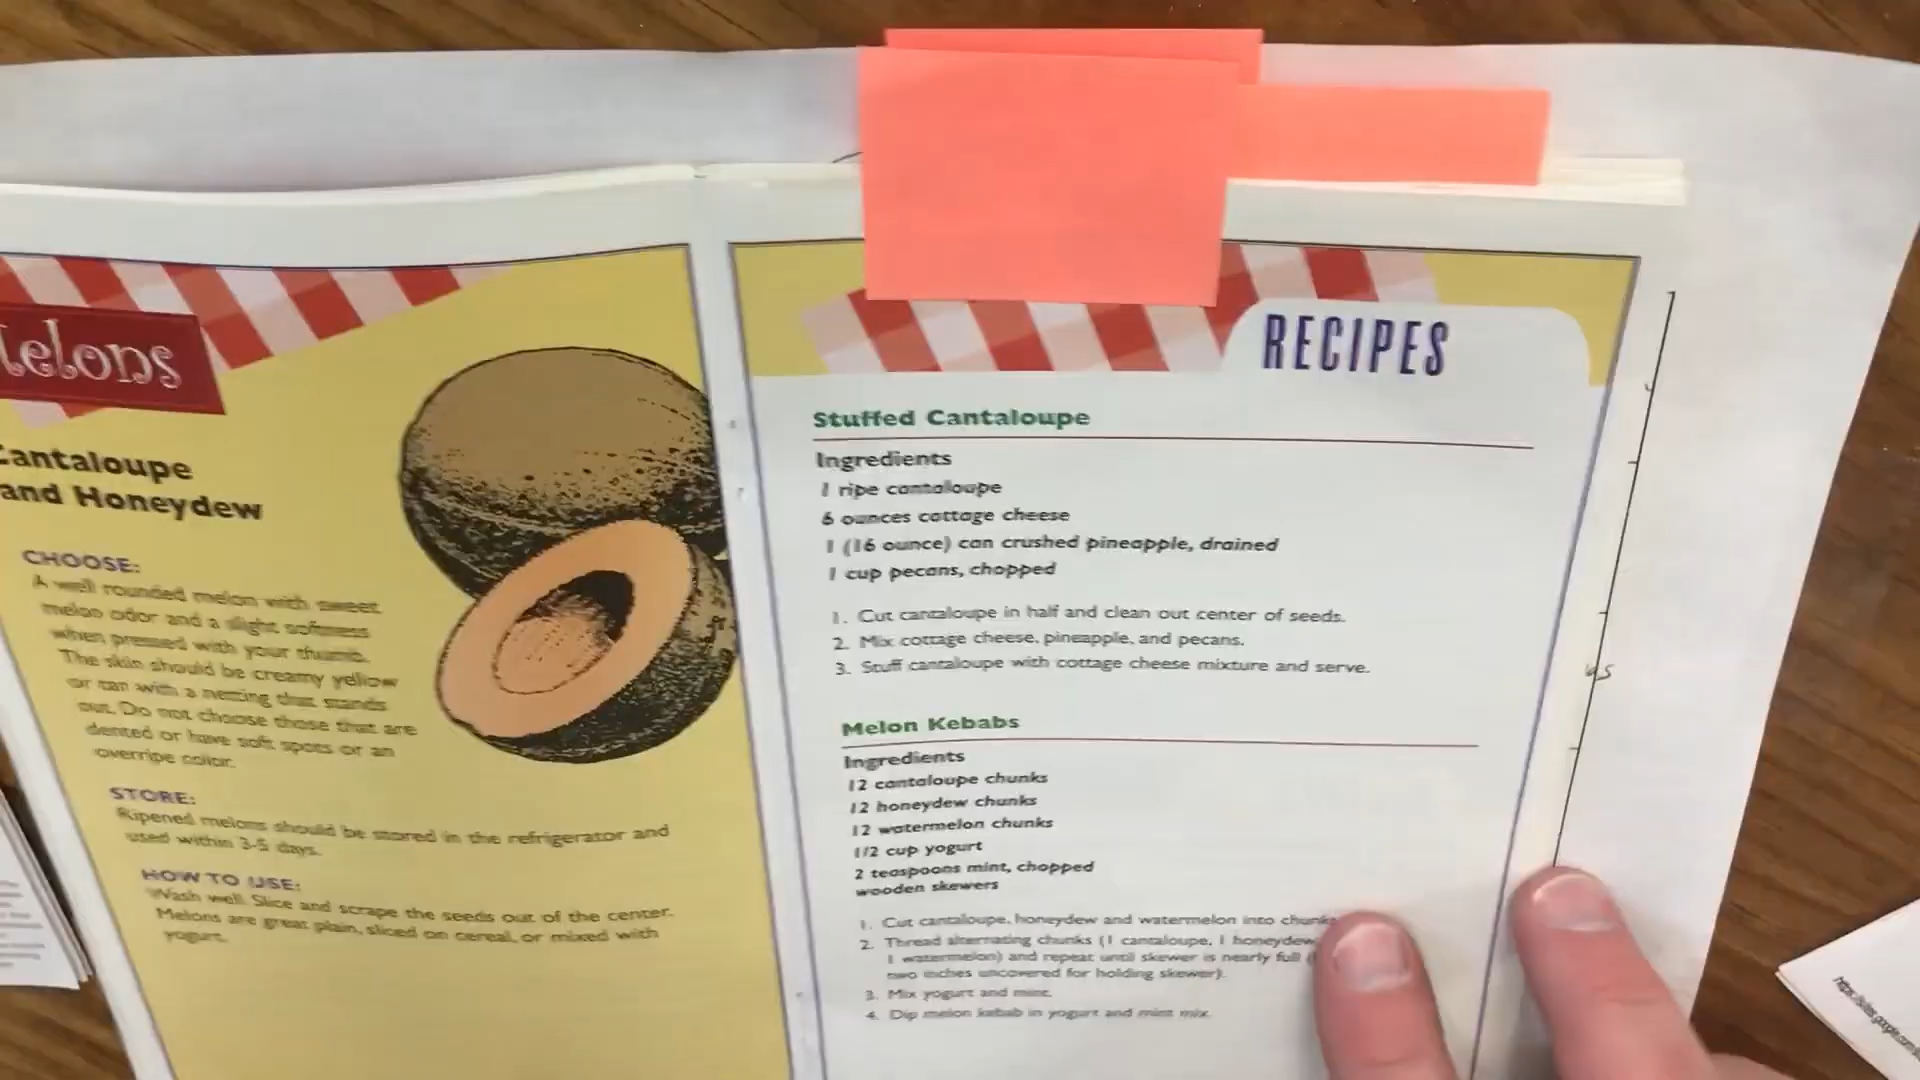 elons
Cantaloupe
and Honeydew
CHOOSE:
A well rounded melon with sweet
melon odor and a slight softness
when pressed with your thumb.
The skin should be creamy yellow
or tan with a netting that stands
out. Do not choose those that are
dented or have soft spots or an
overripe color.
STORE:
Ripened melons should be stored in the refrigerator and
used within 3-5 days.
HOW TO USE:
Wash well. Slice and scrape the seeds out of the center.
Melons are great plain, sliced on cereal, or mixed with
yogurt.
RECIPES
Stuffed Cantaloupe
Ingredients
1 ripe cantaloupe
6 ounces cottage cheese
1 (16 ounce) can crushed pineapple, drained
1 cup pecans, chopped
1. Cut cantaloupe in half and clean out center of seeds.
2. Mix cottage cheese, pineapple, and pecans.
3. Stuff cantaloupe with cottage cheese mixture and serve.
Melon Kebabs
Ingredients
12 cantaloupe chunks
12 honeydew chunks
12 watermelon chunks
1/2 cup yogurt
2 teaspoons mint, chopped
wooden skewers
1. Cut cantaloupe, honeydew and watermelon into chunks
2. Thread alternating chunks (1 cantaloupe, 1 honeydew
1 watermelon) and repeat until skewer is nearly full (
two inches uncovered for holding skewer).
3. Mix yogurt and mint.
4. Dip melon kebab in yogurt and mint mix.